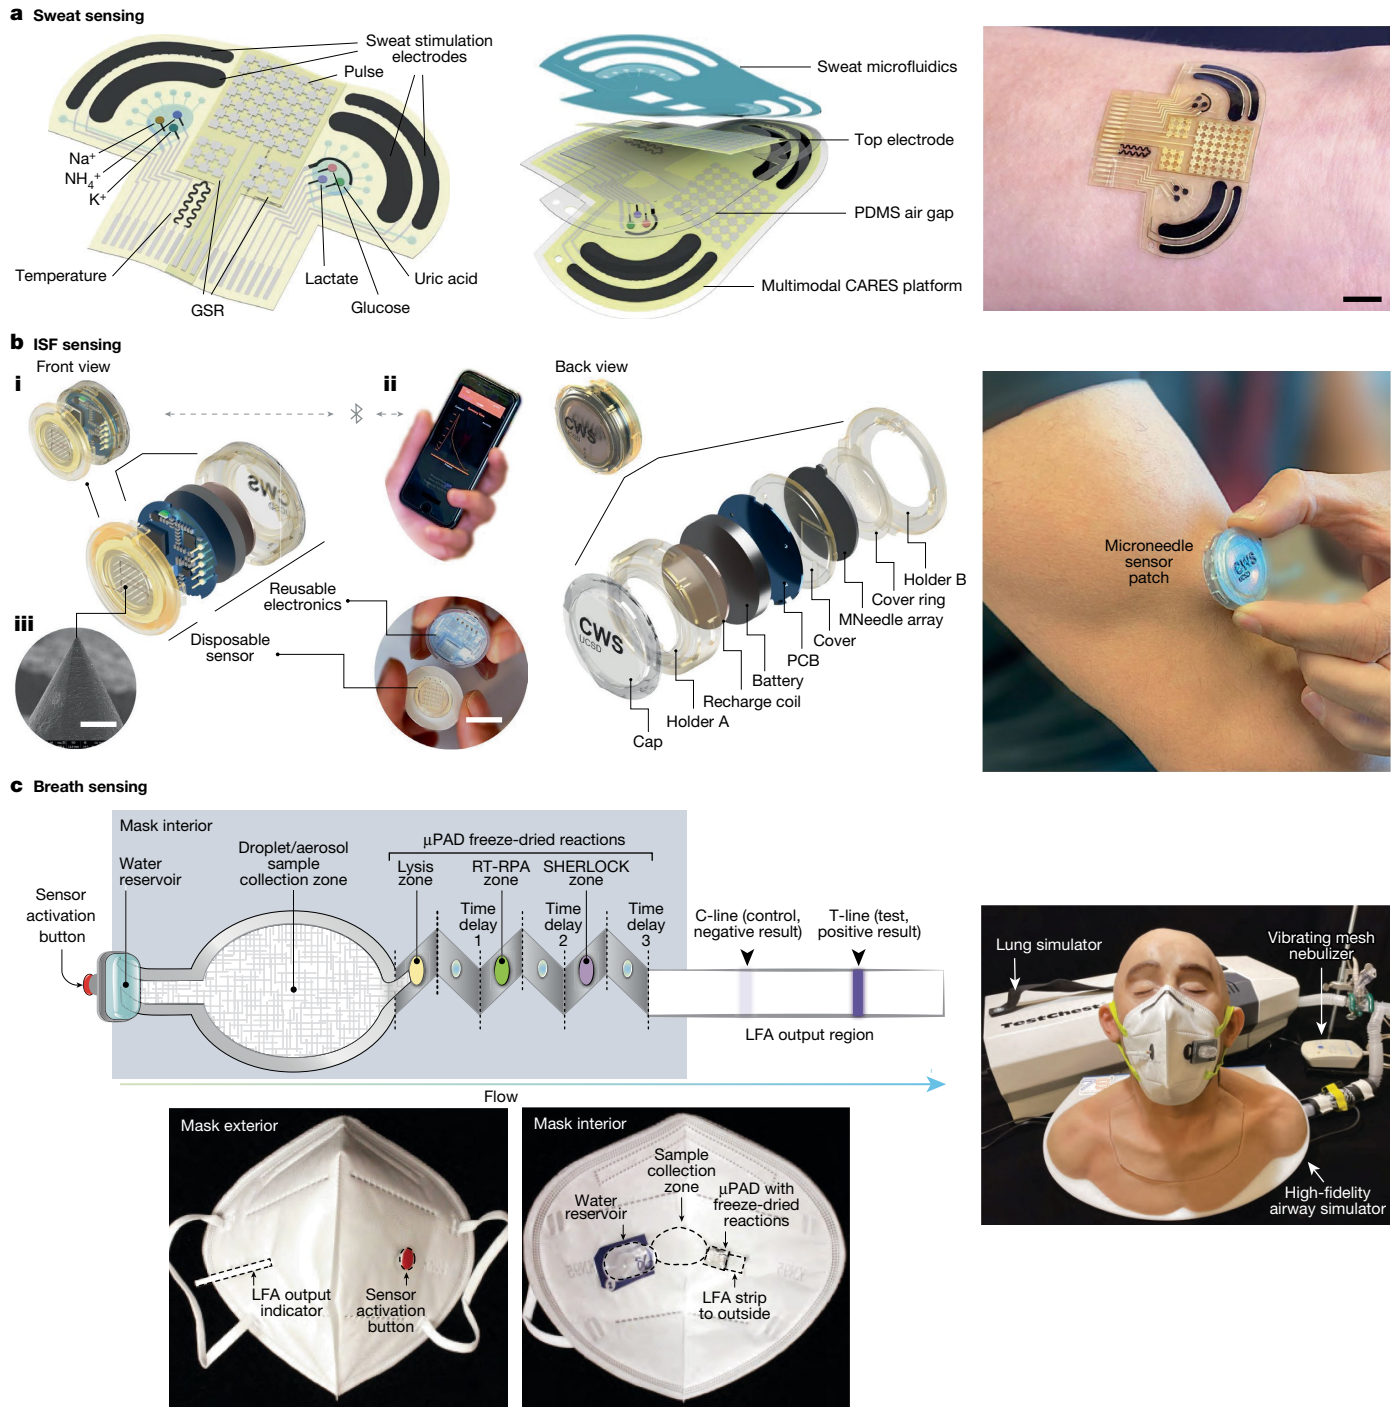 a Sweat sensing
Sweat stimulation
electrodes
Pulse
Na⁺
NH₄⁺
K⁺
Temperature
GSR
Lactate
Glucose
Uric acid
Sweat microfluidics
Top electrode
PDMS air gap
Multimodal CARES platform
b ISF sensing
Front view
i
ii
Back view
CWS
UCSD
CWS
Reusable
electronics
Disposable
sensor
iii
CWS
UCSD
Cap
Holder A
Recharge coil
Battery
PCB
Cover
MNeedle array
Cover ring
Holder B
Microneedle
sensor
patch
CWS
UCSD
c Breath sensing
Mask interior
Water
reservoir
Droplet/aerosol
sample
collection zone
μPAD freeze-dried reactions
Lysis
zone
RT-RPA
zone
SHERLOCK
zone
Time
delay
1
Time
delay
2
Time
delay
3
Sensor
activation
button
C-line (control,
negative result)
T-line (test,
positive result)
LFA output region
Flow
Mask exterior
LFA output
indicator
Sensor
activation
button
Mask interior
Sample
collection
zone
Water
reservoir
μPAD with
freeze-dried
reactions
LFA strip
to outside
Lung simulator
Vibrating mesh
nebulizer
TestChest
High-fidelity
airway simulator